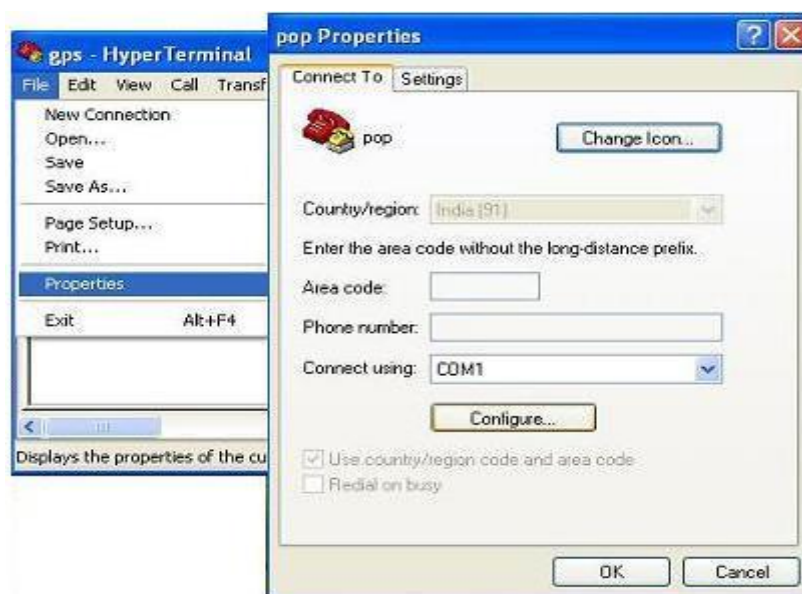 gps - HyperTerminal
File Edit View Call Transf
New Connection
Open...
Save
Save As...
Page Setup...
Print...
Properties
Exit Alt+F4
Displays the properties of the cu
pop Properties
Connect To Settings
pop
Change Icon...
Country/region: India (91)
Enter the area code without the long-distance prefix.
Area code:
Phone number:
Connect using: COM1
Configure...
Use country/region code and area code
Redial on busy
OK Cancel